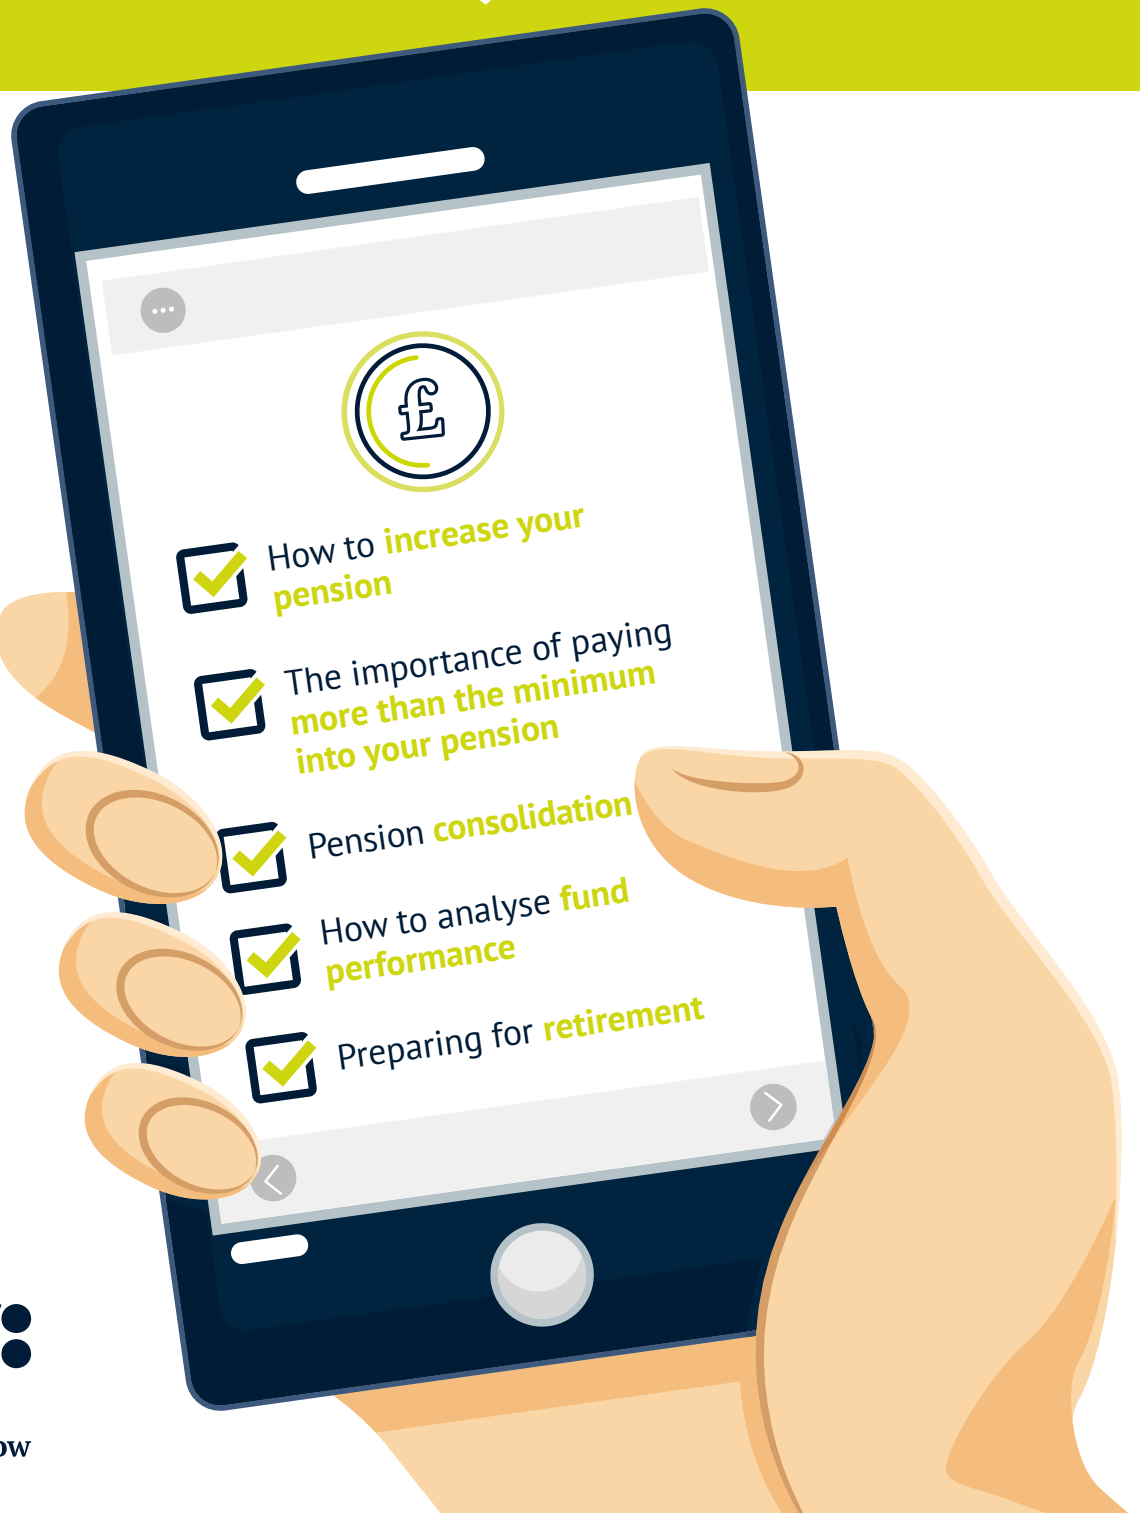 £
How to increase your
pension
The importance of paying
more than the minimum
into your pension
Pension consolidation
How to analyse fund
performance
Preparing for retirement